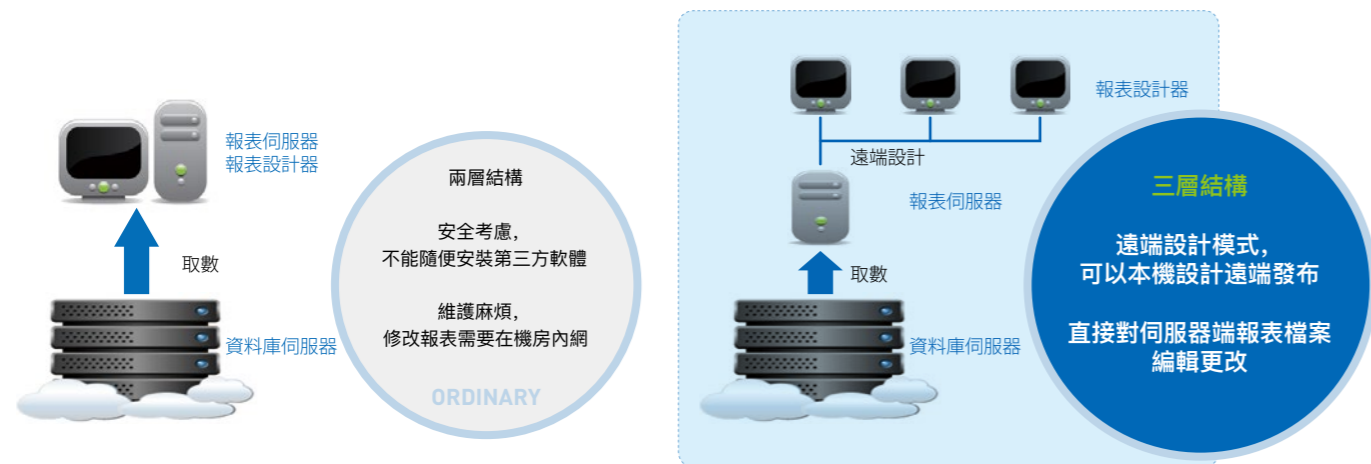 報表伺服器
報表設計器
取數
資料庫伺服器
兩層結構
安全考慮，
不能隨便安裝第三方軟體
維護麻煩，
修改報表需要在機房內網
ORDINARY
報表設計器
遠端設計
報表伺服器
取數
資料庫伺服器
三層結構
遠端設計模式，
可以本機設計遠端發布
直接對伺服器端報表檔案
編輯更改